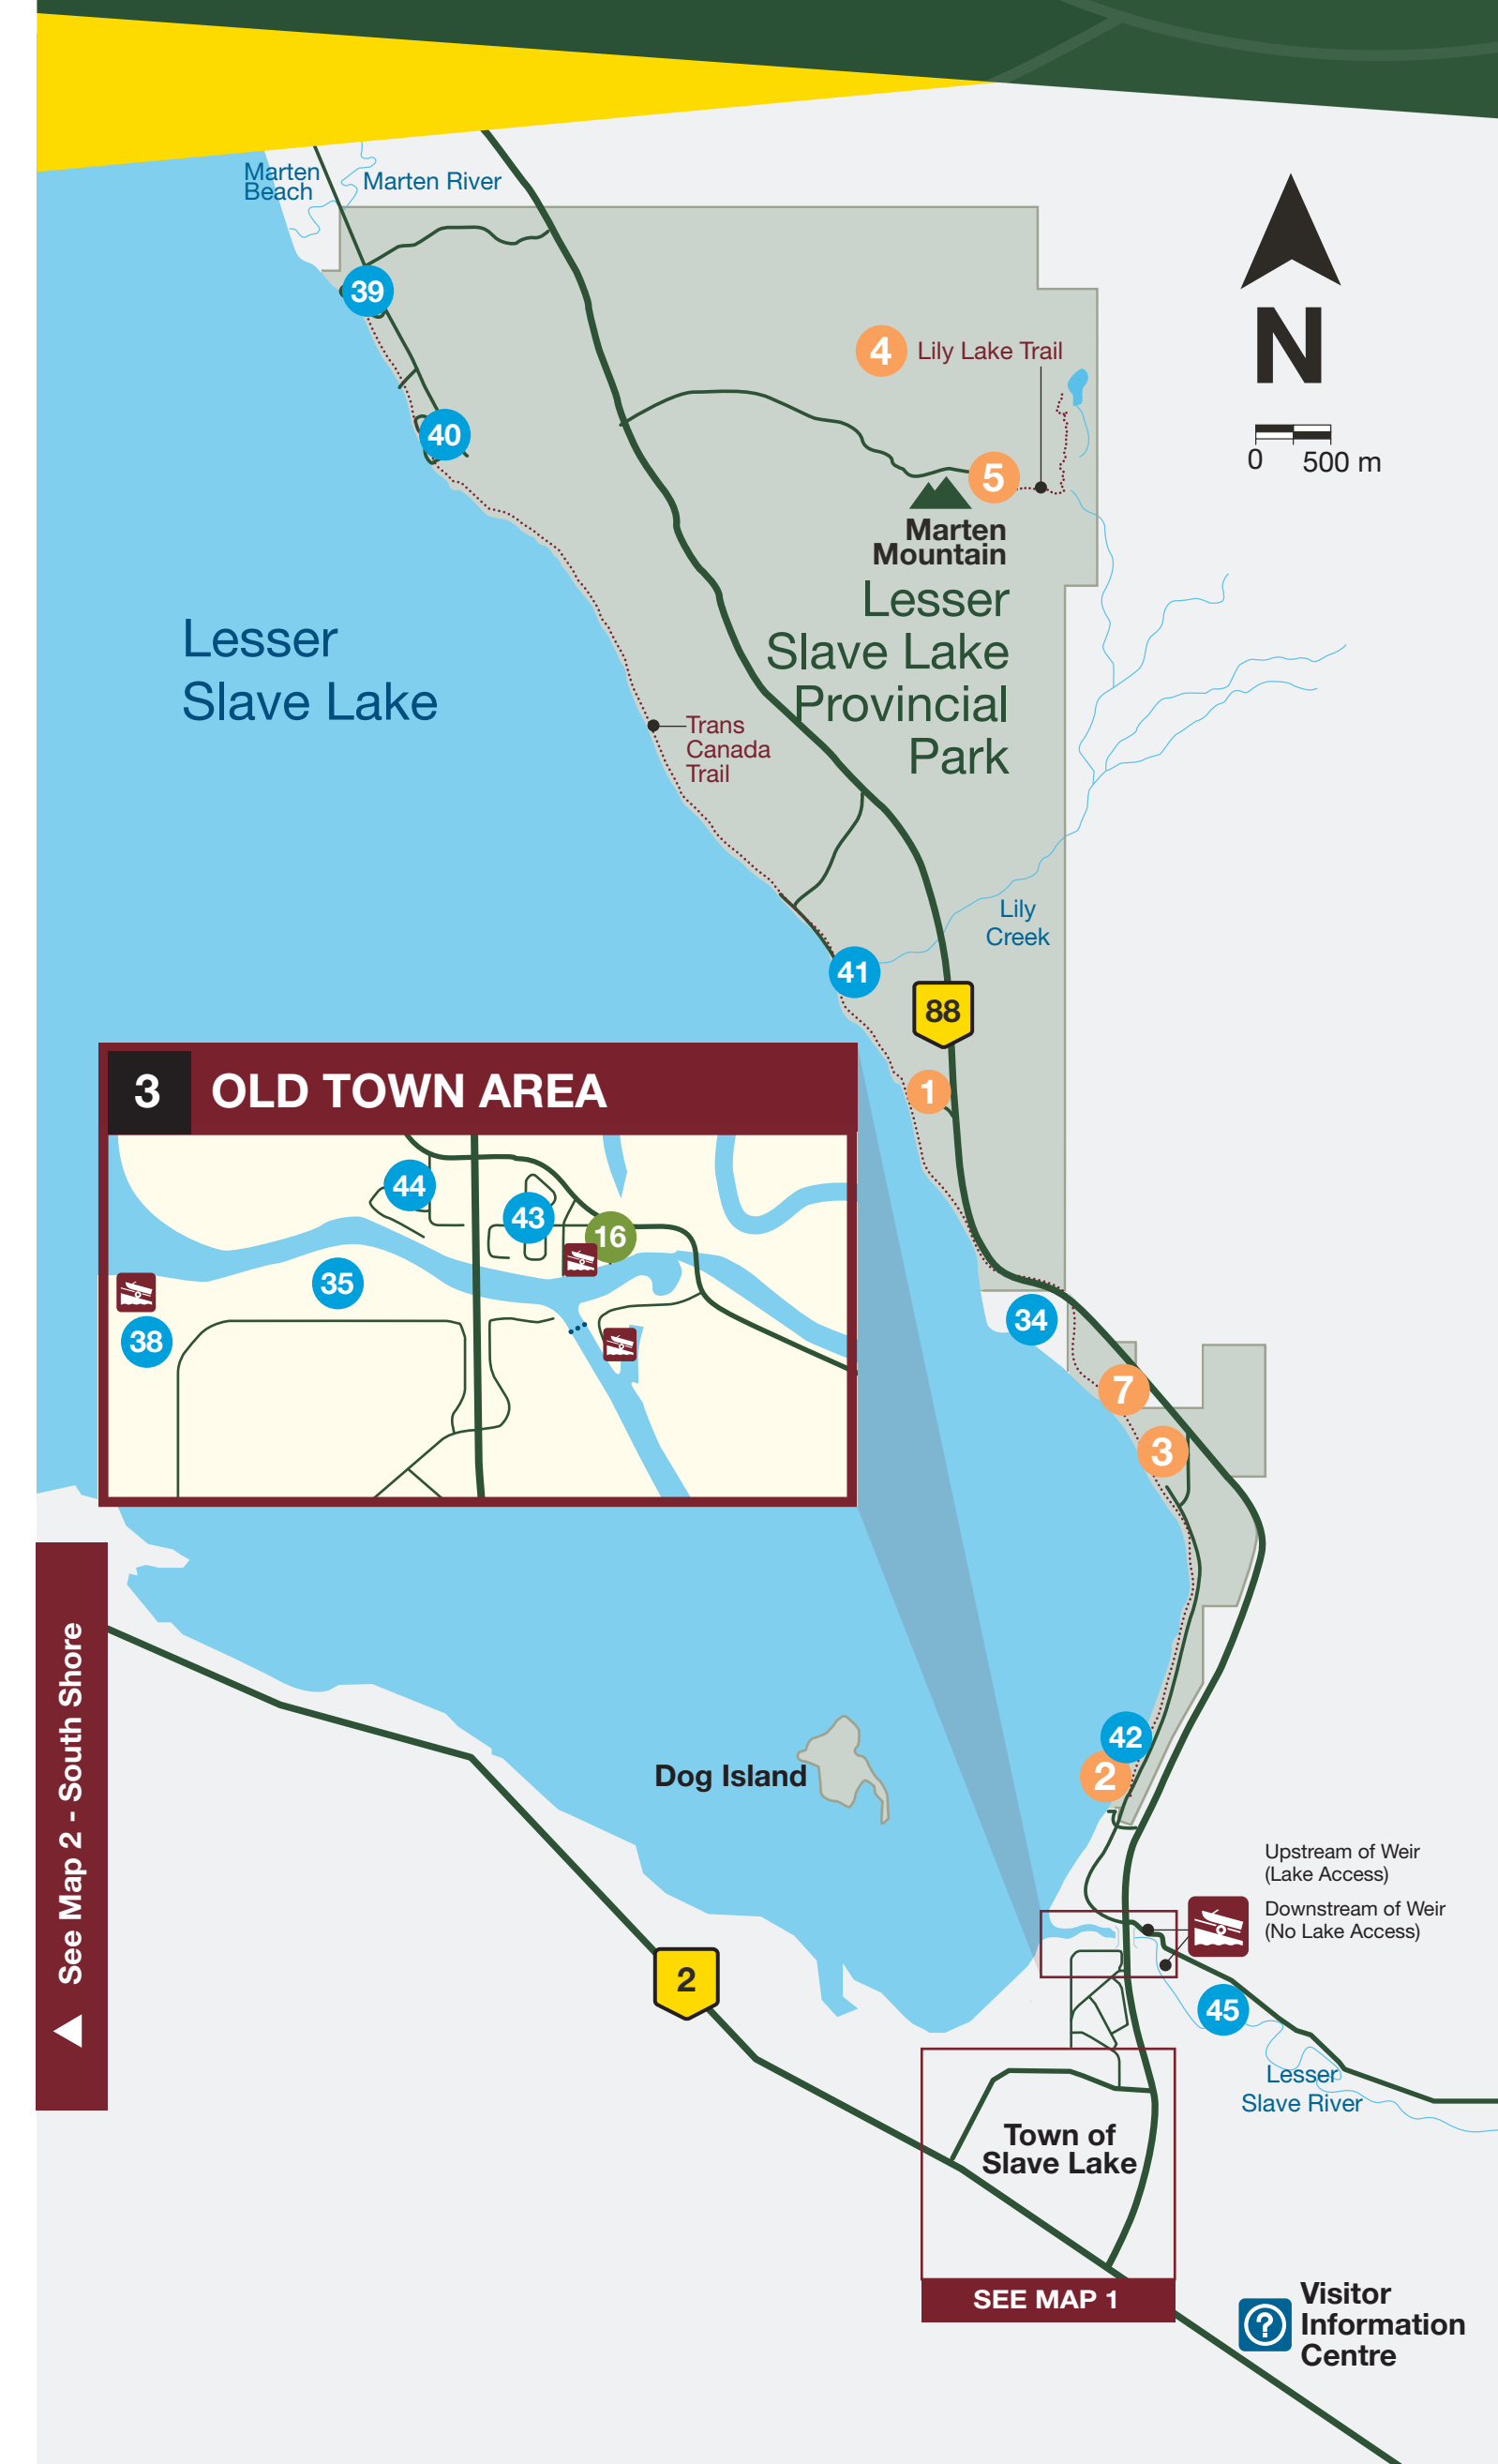 Marten
Beach
Marten River
39
N
4
Lily Lake Trail
40
0
500 m
5
Marten
Mountain
Lesser
Slave Lake
Provincial
Park
Lesser
Slave Lake
Trans
Canada
Trail
Lily
Creek
41
88
1
3
OLD TOWN AREA
44
43
16
35
38
34
7
3
See Map 2 - South Shore
42
2
Dog Island
Upstream of Weir
(Lake Access)
Downstream of Weir
(No Lake Access)
2
45
Lesser
Slave River
Town of
Slave Lake
SEE MAP 1
?
Visitor
Information
Centre